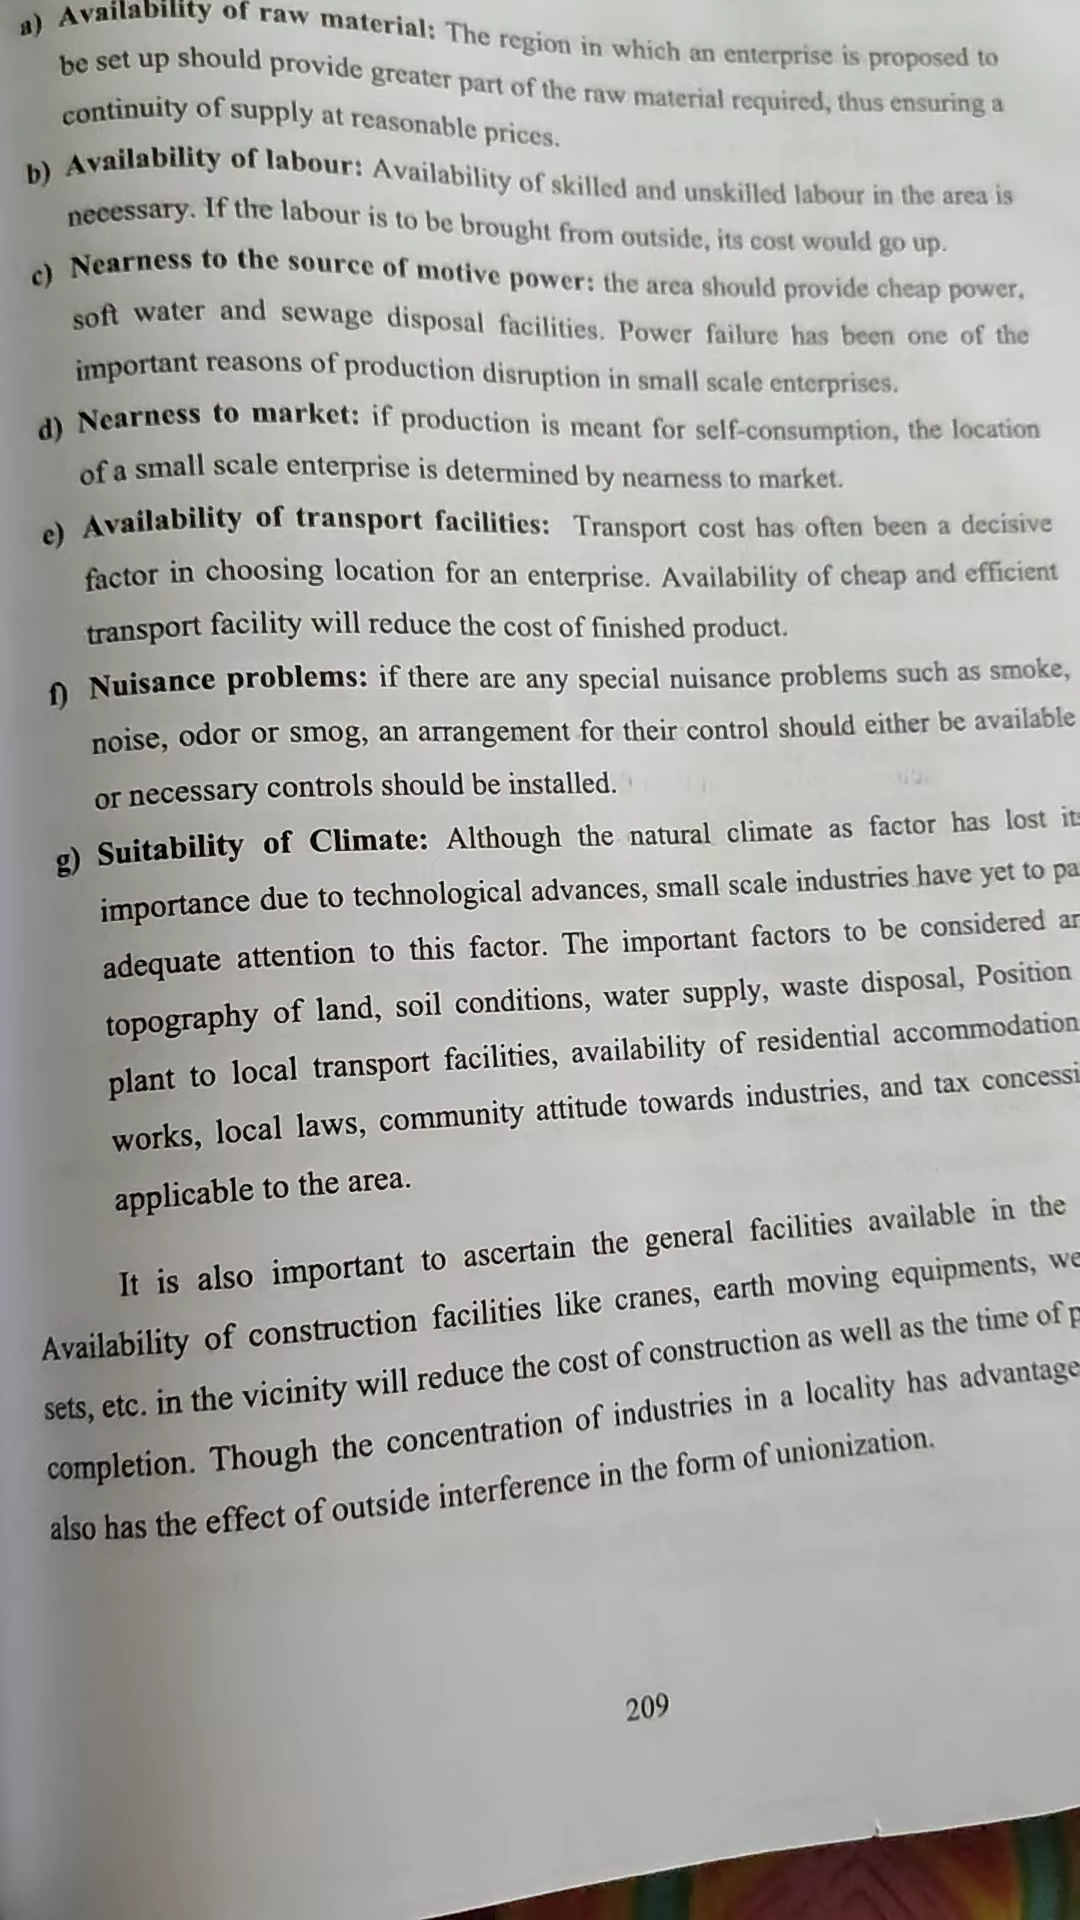 a) Availability of raw material: The region in which an enterprise is proposed to
be set up should provide greater part of the raw material required, thus ensuring a
continuity of supply at reasonable prices.
b) Availability of labour: Availability of skilled and unskilled labour in the area is
necessary. If the labour is to be brought from outside, its cost would go up.
c) Nearness to the source of motive power: the area should provide cheap power,
soft water and sewage disposal facilities. Power failure has been one of the
important reasons of production disruption in small scale enterprises.
d) Nearness to market: if production is meant for self-consumption, the location
of a small scale enterprise is determined by nearness to market.
e) Availability of transport facilities: Transport cost has often been a decisive
factor in choosing location for an enterprise. Availability of cheap and efficient
transport facility will reduce the cost of finished product.
f) Nuisance problems: if there are any special nuisance problems such as smoke,
noise, odor or smog, an arrangement for their control should either be available
or necessary controls should be installed.
g) Suitability of Climate: Although the natural climate as factor has lost
importance due to technological advances, small scale industries have yet to
adequate attention to this factor. The important factors to be considered
topography of land, soil conditions, water supply, waste disposal, Position
plant to local transport facilities, availability of residential accommodation
works, local laws, community attitude towards industries, and tax
applicable to the area.
It is also important to ascertain the general facilities available in the
Availability of construction facilities like cranes, earth moving equipments,
sets, etc. in the vicinity will reduce the cost of construction as well as the time of
completion. Though the concentration of industries in a locality has advantage
also has the effect of outside interference in the form of unionization.
209